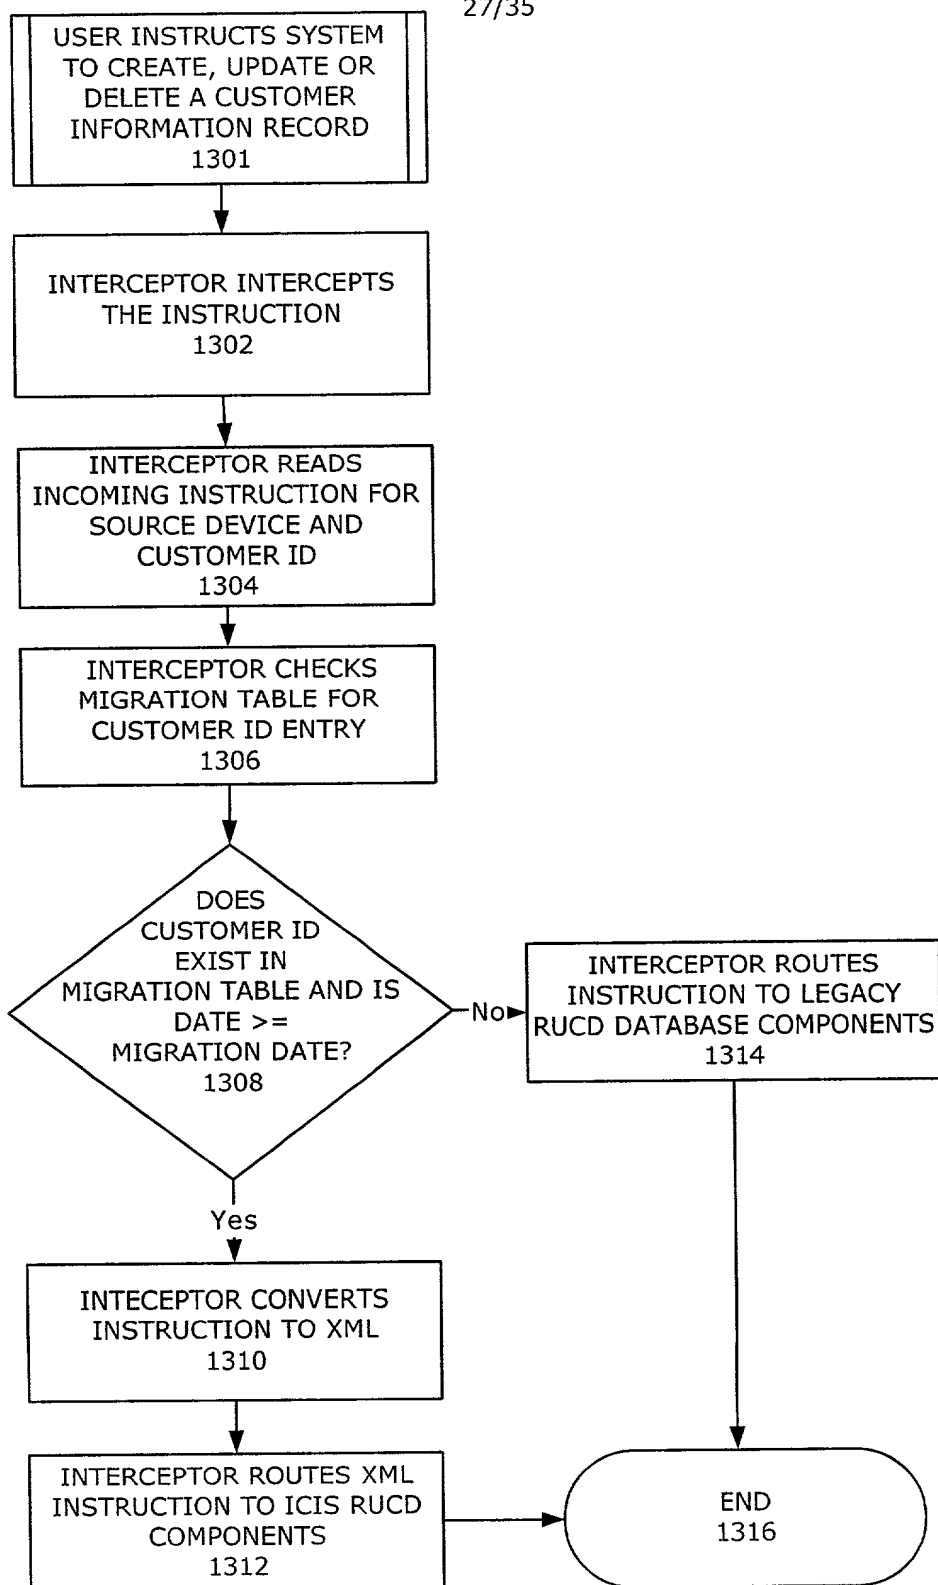 27/35
USER INSTRUCTS SYSTEM
TO CREATE, UPDATE OR
DELETE A CUSTOMER
INFORMATION RECORD
1301
INTERCEPTOR INTERCEPTS
THE INSTRUCTION
1302
INTERCEPTOR READS
INCOMING INSTRUCTION FOR
SOURCE DEVICE AND
CUSTOMER ID
1304
INTERCEPTOR CHECKS
MIGRATION TABLE FOR
CUSTOMER ID ENTRY
1306
DOES
CUSTOMER ID
EXIST IN
MIGRATION TABLE AND IS
DATE >=
MIGRATION DATE?
1308
No
INTERCEPTOR ROUTES
INSTRUCTION TO LEGACY
RUCD DATABASE COMPONENTS
1314
Yes
INTECEPTOR CONVERTS
INSTRUCTION TO XML
1310
INTERCEPTOR ROUTES XML
INSTRUCTION TO ICIS RUCD
COMPONENTS
1312
END
1316